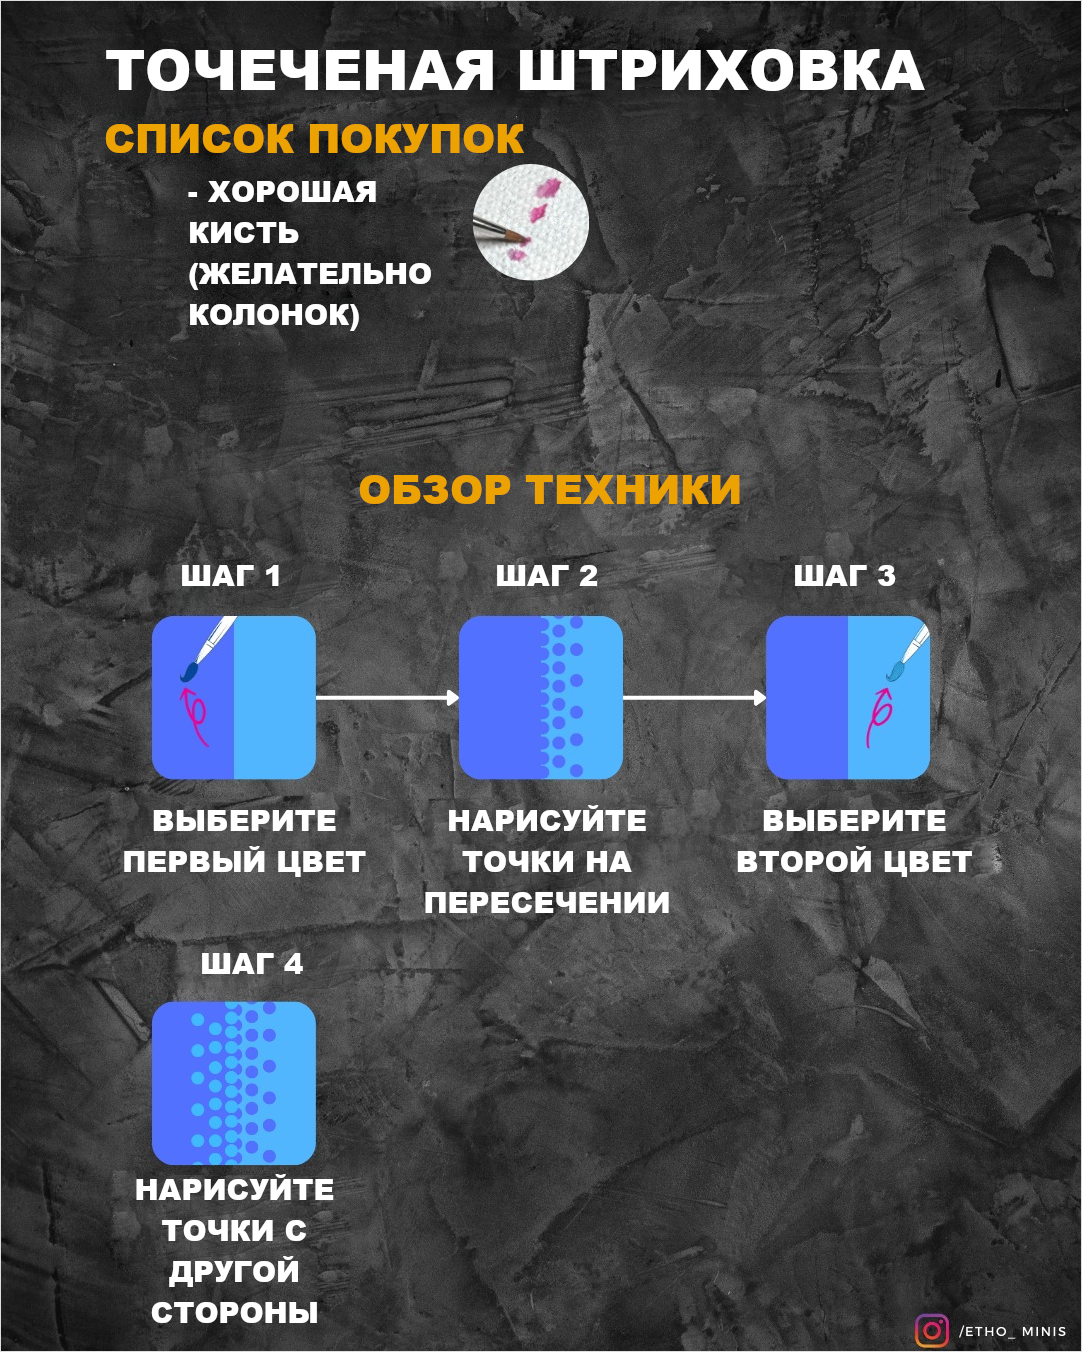 ТОЧЕЧЕНАЯ ШТРИХОВКА
СПИСОК ПОКУПОК
- ХОРОШАЯ
КИСТЬ
(ЖЕЛАТЕЛЬНО
КОЛОНОК)
ОБЗОР ТЕХНИКИ
ШАГ 1
ВЫБЕРИТЕ
ПЕРВЫЙ ЦВЕТ
ШАГ 2
НАРИСУЙТЕ
ТОЧКИ НА
ПЕРЕСЕЧЕНИИ
ШАГ 3
ВЫБЕРИТЕ
ВТОРОЙ ЦВЕТ
ШАГ 4
НАРИСУЙТЕ
ТОЧКИ С
ДРУГОЙ
СТОРОНЫ
/ETHO_ MINIS